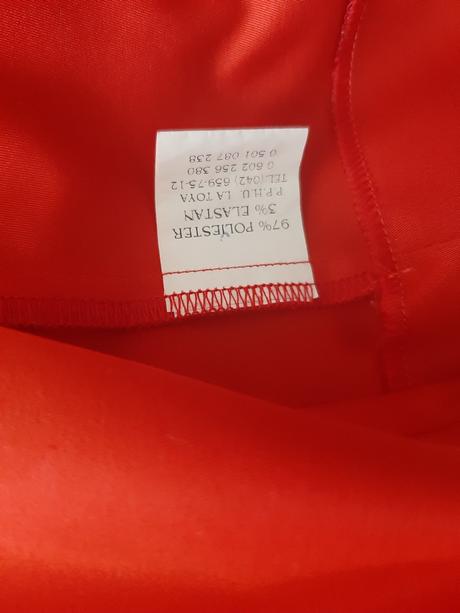 97% POLIESTER
3% ELASTAN
P.P.H.U. LA TOYA
TEL.(042) 659-75-12
0 602 256 380
0 501 087 238